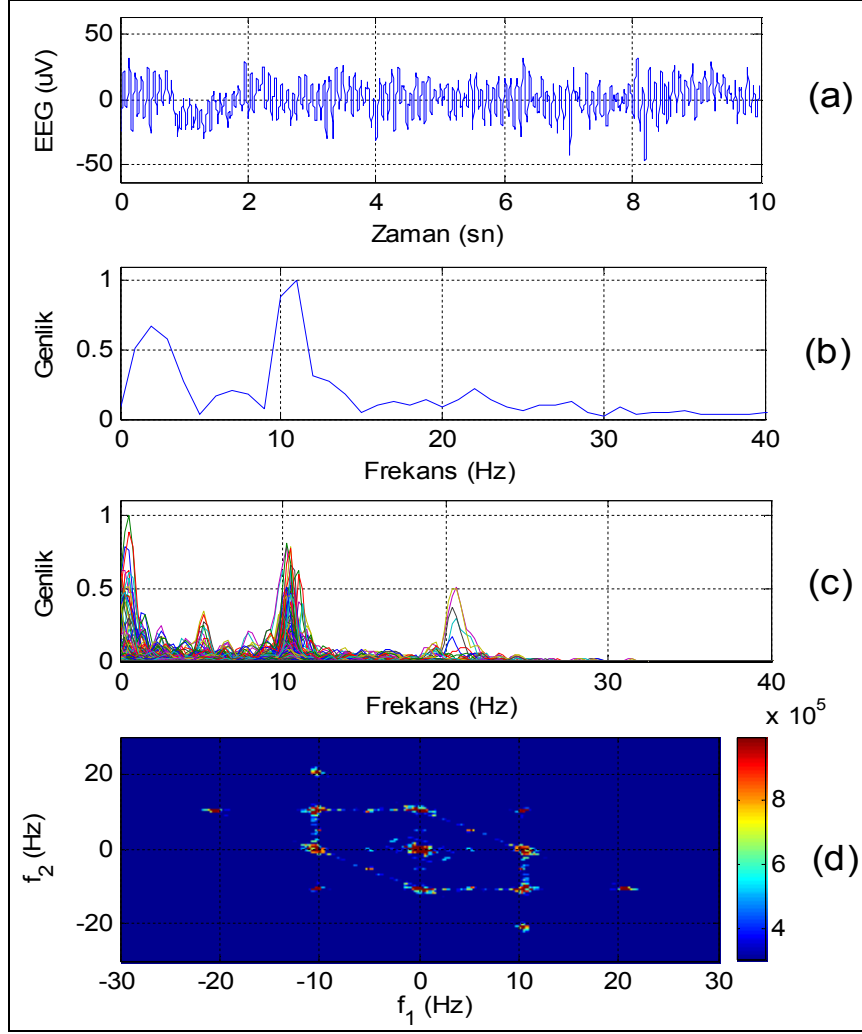 50
0
-50
EEG (uV)
(a)
0 2 4 6 8 10
Zaman (sn)
1
0.5
0
Genlik
(b)
0 10 20 30 40
Frekans (Hz)
1
0.5
0
Genlik
(c)
0 10 20 30 40
Frekans (Hz)
x 10^5
20
0
-20
f_2 (Hz)
8
6
4
(d)
-30 -20 -10 0 10 20 30
f_1 (Hz)